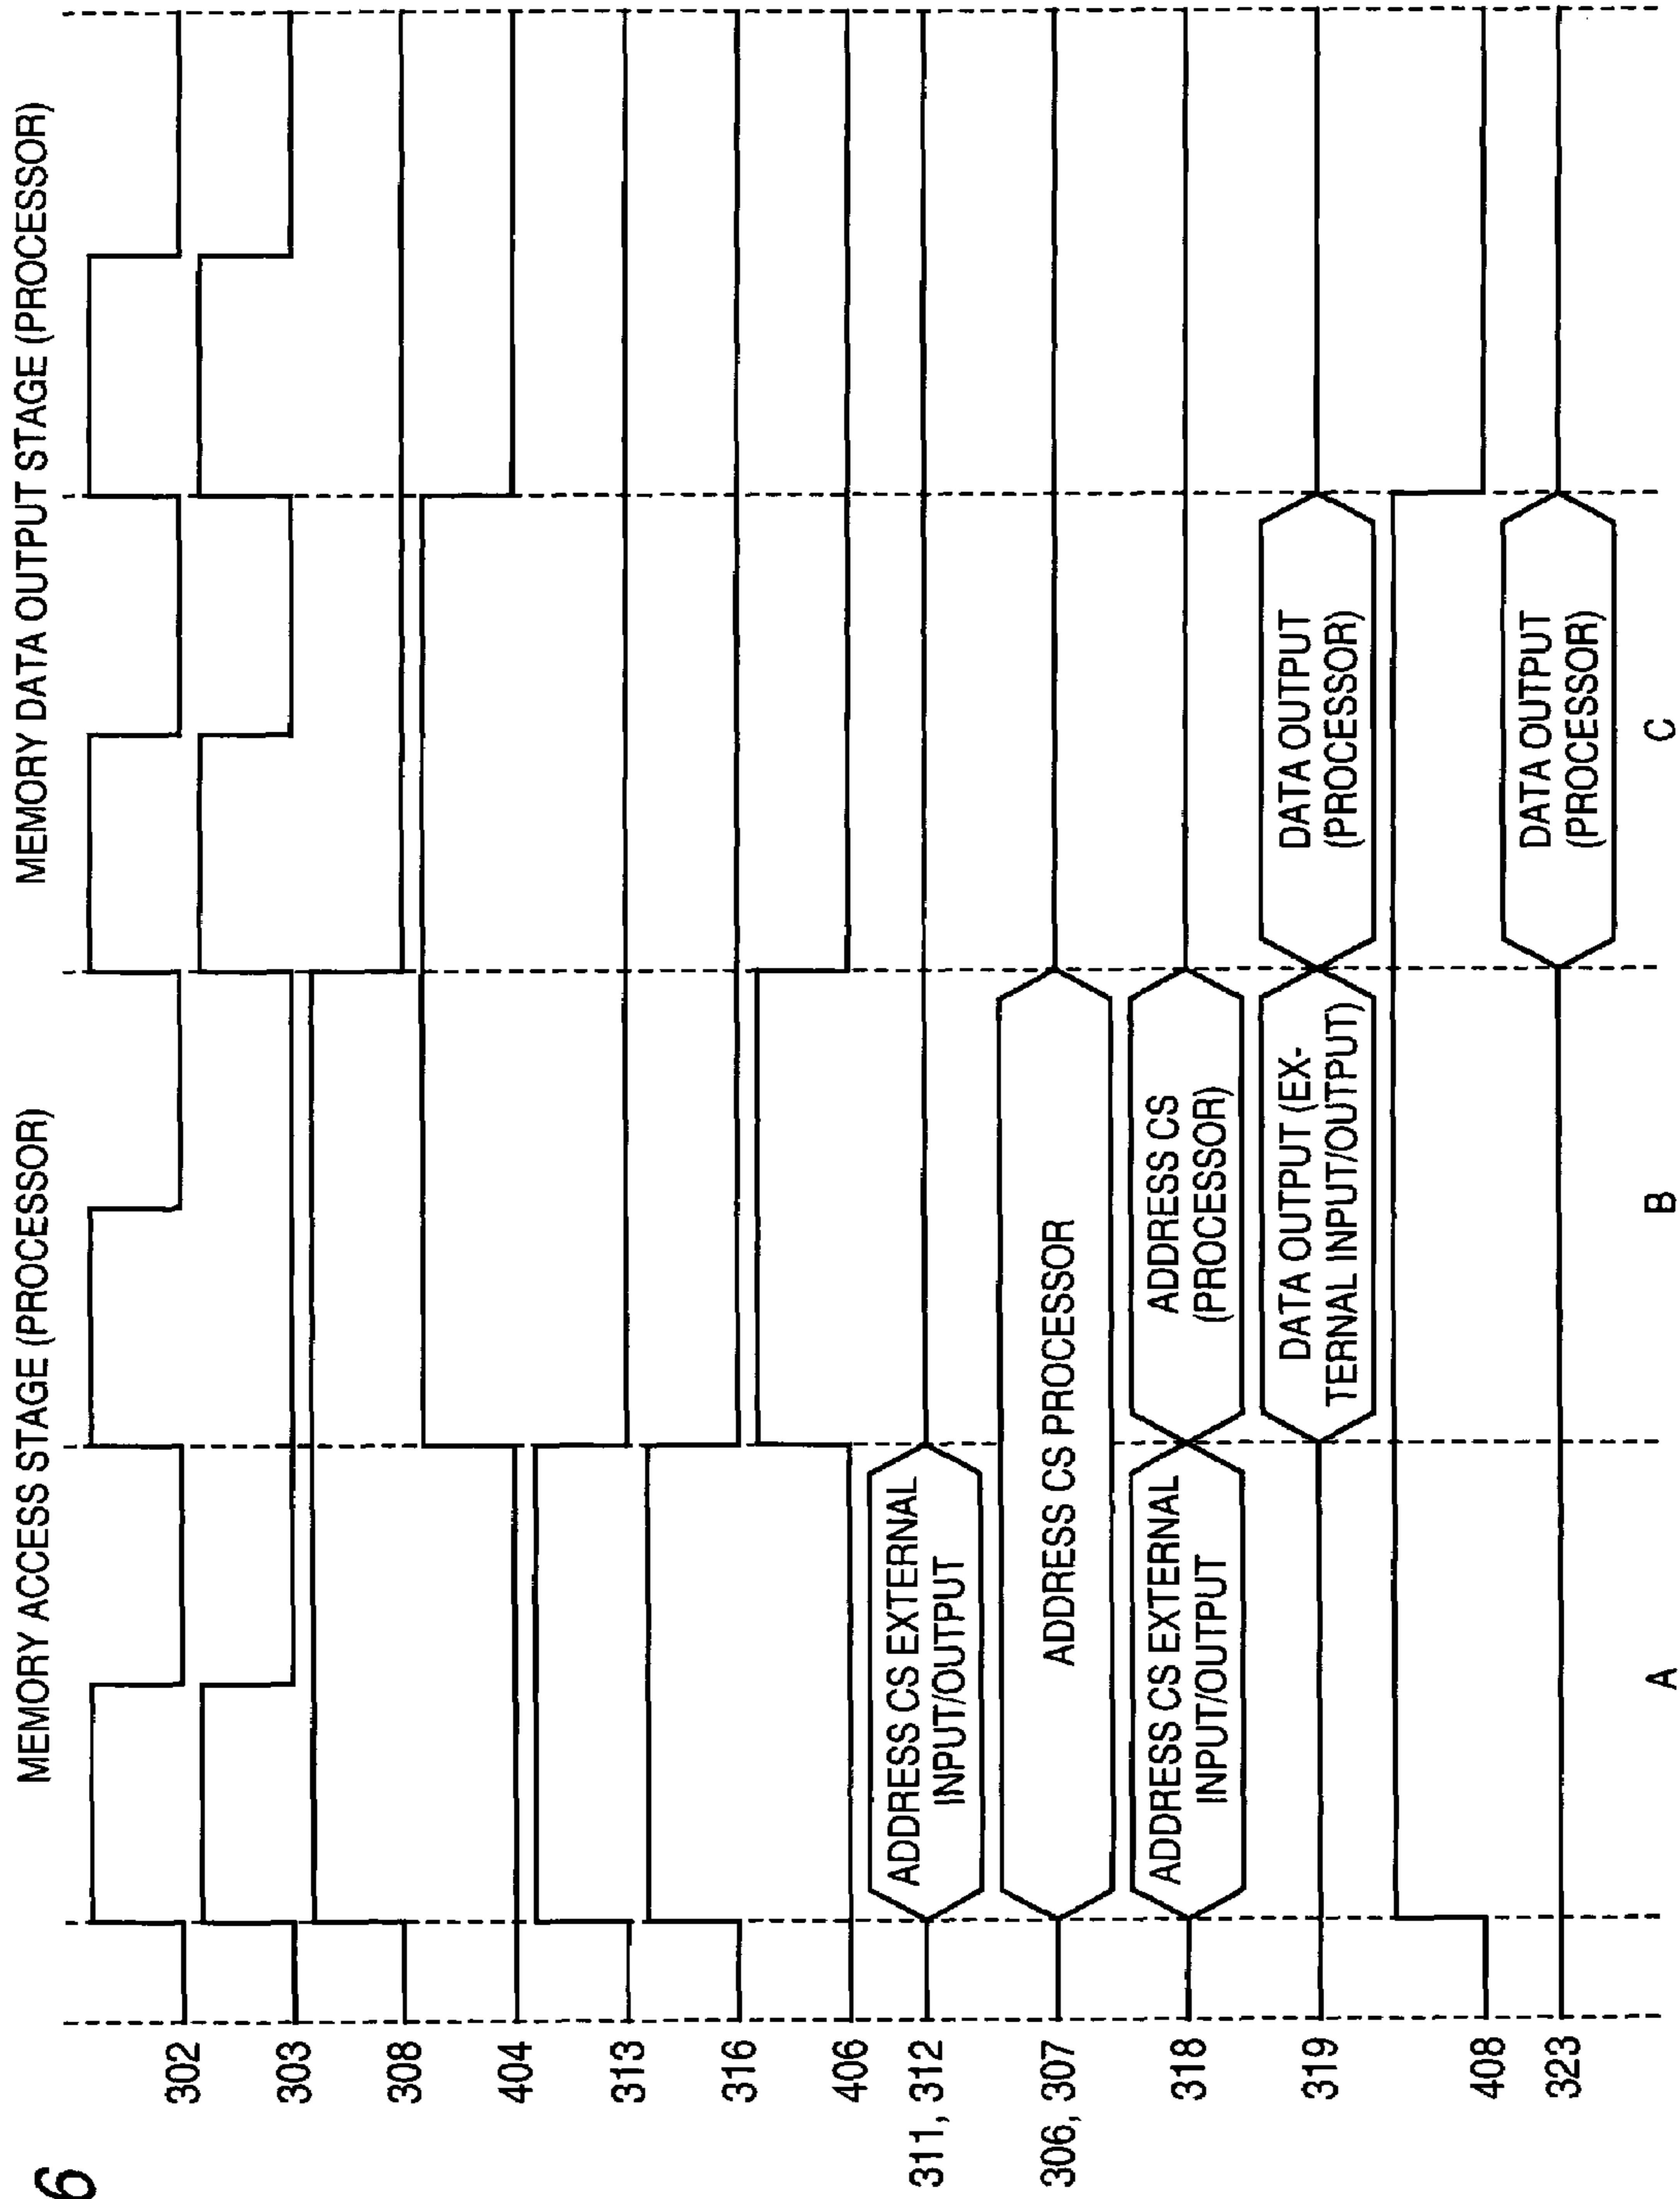 6
MEMORY ACCESS STAGE (PROCESSOR)
MEMORY DATA OUTPUT STAGE (PROCESSOR)
302
303
308
404
313
316
406
311, 312
ADDRESS CS EXTERNAL
INPUT/OUTPUT
306, 307
ADDRESS CS PROCESSOR
318
ADDRESS CS EXTERNAL
INPUT/OUTPUT
ADDRESS CS
(PROCESSOR)
319
DATA OUTPUT (EX-
TERNAL INPUT/OUTPUT)
DATA OUTPUT
(PROCESSOR)
408
323
DATA OUTPUT
(PROCESSOR)
A
B
C